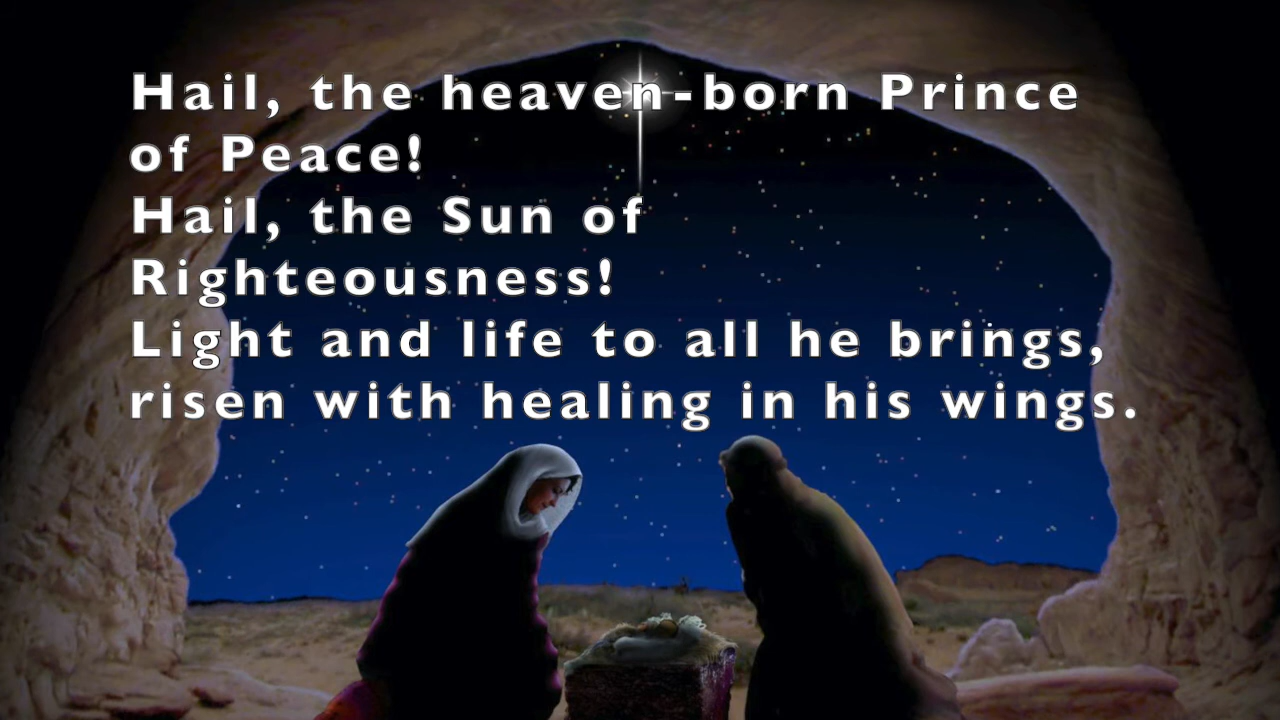 Hail, the heaven-born Prince
of Peace!
Hail, the Sun of
Righteousness!
Light and life to all he brings,
risen with healing in his wings.